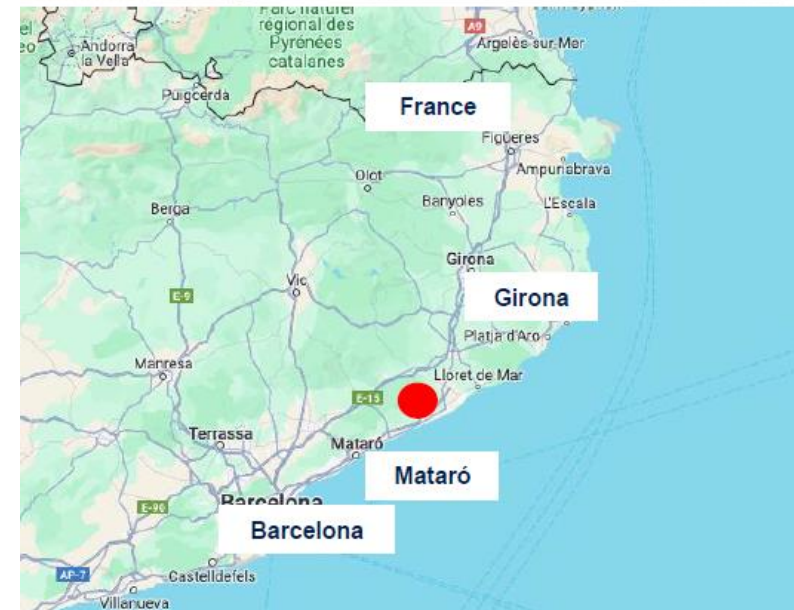 Parc naturel
régional des
Pyrénées
catalanes
A9
Argelès-sur-Mer
Andorra
la Vella
Puigcerdà
France
Figueres
Empuriabrava
Olot
Banyoles
L'Escala
Berga
Girona
Vic
E-9
Girona
Platja d'Aro
Manresa
Lloret de Mar
E-15
Terrassa
Mataró
Mataró
E-90
Barcelona
Barcelona
AP-7
Castelldefels
Villanueva